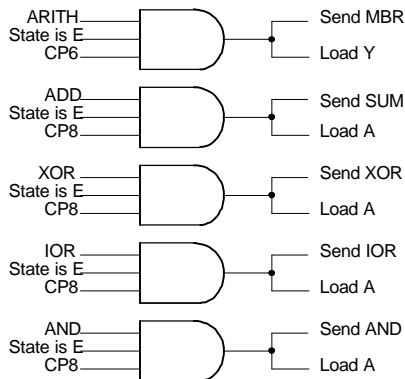 ARITH
State is E
CP6
Send MBR
Load Y
ADD
State is E
CP8
Send SUM
Load A
XOR
State is E
CP8
Send XOR
Load A
IOR
State is E
CP8
Send IOR
Load A
AND
State is E
CP8
Send AND
Load A